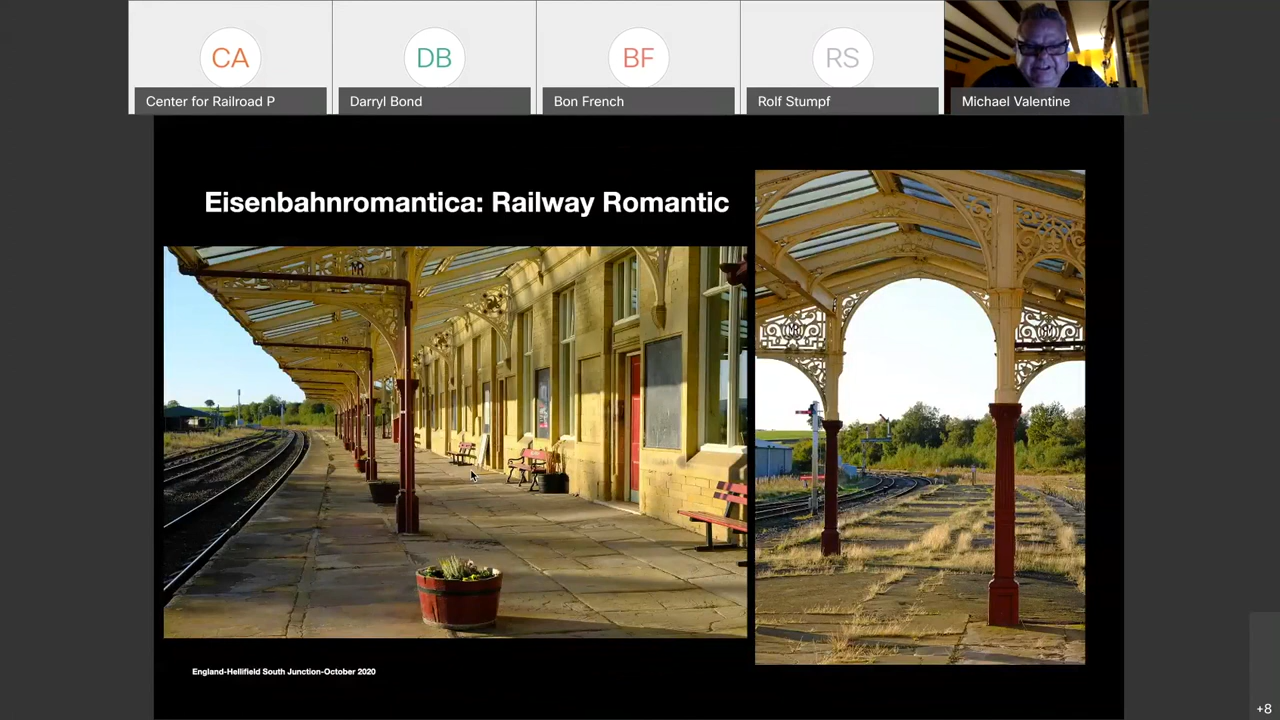 CA
DB
BF
RS
Center for Railroad P
Darryl Bond
Bon French
Rolf Stumpf
Michael Valentine
Eisenbahnromantica: Railway Romantic
England-Hellifield South Junction-October 2020
+8